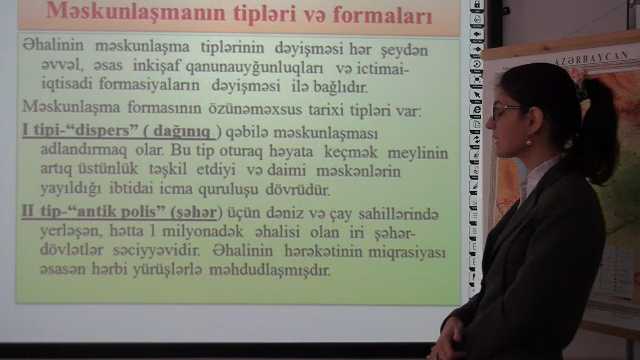 Məskunlaşmanın tipləri və formaları
Əhalinin məskunlaşma tiplərinin dəyişməsi hər şeydən
əvvəl, əsas inkişaf qanunauyğunluqları və ictimai-
iqtisadi formasiyaların dəyişməsi ilə bağlıdır.
Məskunlaşma formasının özünəməxsus tarixi tipləri var:
I tipi-“dispers” ( dağınıq ) qəbilə məskunlaşması
adlandırmaq olar. Bu tip oturaq həyata keçmək meylinin
artıq üstünlük təşkil etdiyi və daimi məskənlərin
yayıldığı ibtidai icma quruluşu dövrüdür.
II tip-“antik polis” (şəhər) üçün dəniz və çay sahillərində
yerləşən, hətta 1 milyonadək əhalisi olan iri şəhər-
dövlətlər səciyyəvidir. Əhalinin hərəkətinin miqrasiyası
əsasən hərbi yürüşlərlə məhdudlaşmışdır.
AZƏRBAYCAN